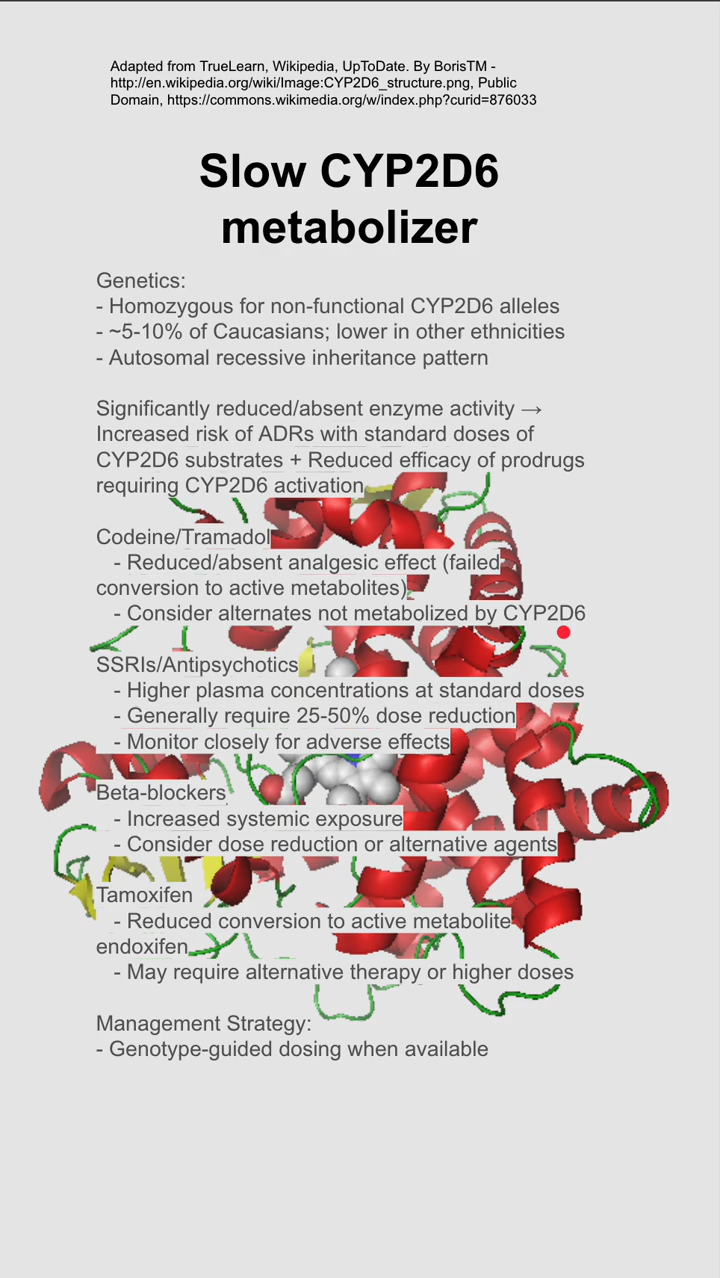 Adapted from TrueLearn, Wikipedia, UpToDate. By BorisTM -
http://en.wikipedia.org/wiki/Image:CYP2D6_structure.png, Public
Domain, https://commons.wikimedia.org/w/index.php?curid=876033
Slow CYP2D6
metabolizer
Genetics:
- Homozygous for non-functional CYP2D6 alleles
- ~5-10% of Caucasians; lower in other ethnicities
- Autosomal recessive inheritance pattern
Significantly reduced/absent enzyme activity →
Increased risk of ADRs with standard doses of
CYP2D6 substrates + Reduced efficacy of prodrugs
requiring CYP2D6 activation
Codeine/Tramadol
- Reduced/absent analgesic effect (failed
conversion to active metabolites)
- Consider alternates not metabolized by CYP2D6
SSRIs/Antipsychotics
- Higher plasma concentrations at standard doses
- Generally require 25-50% dose reduction
- Monitor closely for adverse effects
Beta-blockers
- Increased systemic exposure
- Consider dose reduction or alternative agents
Tamoxifen
- Reduced conversion to active metabolite
endoxifen
- May require alternative therapy or higher doses
Management Strategy:
- Genotype-guided dosing when available